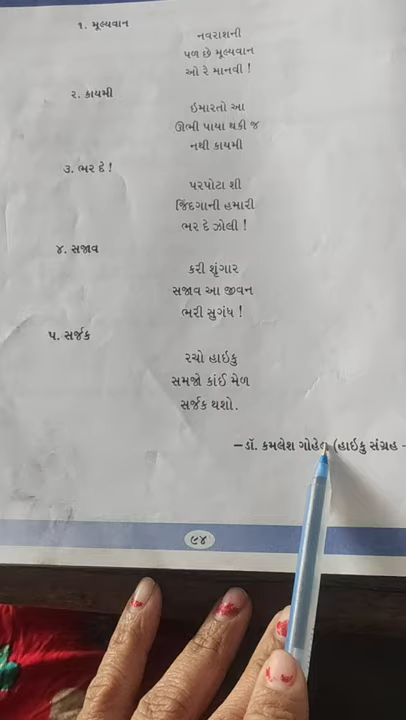 ૧. મૂલ્યવાન
નવરાશની
પળ છે મૂલ્યવાન
ઓ રે માનવી !
૨. કાયમી
ઇમારતો આ
ઊભી પાયા થકી જ
નથી કાયમી
૩. ભર દે !
પરપોટા શી
જિંદગાની હમારી
ભર દે ઝોલી !
૪. સજાવ
કરી શૃંગાર
સજાવ આ જીવન
ભરી સુગંધ !
૫. સર્જક
રચો હાઇકુ
સમજો કાંઈ મેળ
સર્જક થશો.
–ડૉ. કમલેશ ગોહેલ (હાઇકુ સંગ્રહ -
૯૪